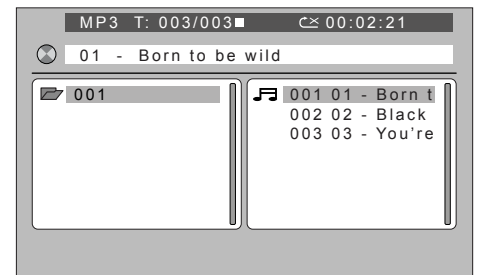 MP3 T: 003/003 00:02:21
01 - Born to be wild
001
001 01 - Born t
002 02 - Black
003 03 - You're